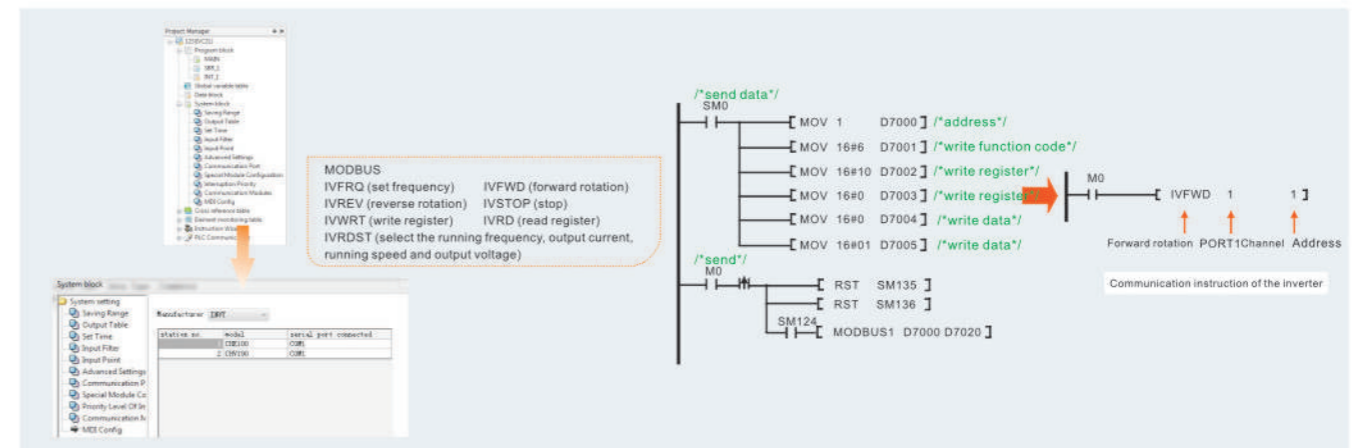 Project Manager
Program block
MAIN
SBR_1
INT_1
Global variable table
Data block
System block
Saving Range
Output Table
Set Time
Input Filter
Input Point
Advanced Settings
Communication Port
Special Module Configuration
Interruption Priority
Communication Modules
MDI Config
Cross reference table
Element monitoring table
Instruction
PLC
System block
System setting
Saving Range
Output Table
Set Time
Input Filter
Input Point
Advanced Settings
Communication P
Special Module Co
Priority Level Of In
Communication M
MDI Config
Manufacturer INVT
station no. model serial port connected
1 CHE100 COM1
2 CHV190 COM1
MODBUS
IVFRQ (set frequency) IVFWD (forward rotation)
IVREV (reverse rotation) IVSTOP (stop)
IVWRT (write register) IVRD (read register)
IVRDST (select the running frequency, output current,
running speed and output voltage)
/*send data*/
SM0
[ MOV 1 D7000 ] /*address*/
[ MOV 16#6 D7001 ] /*write function code*/
[ MOV 16#10 D7002 ] /*write register*/
[ MOV 16#0 D7003 ] /*write register*/
[ MOV 16#0 D7004 ] /*write data*/
[ MOV 16#01 D7005 ] /*write data*/
/*send*/
M0
[ RST SM135 ]
[ RST SM136 ]
SM124
[ MODBUS1 D7000 D7020 ]
M0
[ IVFWD 1 1 ]
Forward rotation PORT1Channel Address
Communication instruction of the inverter